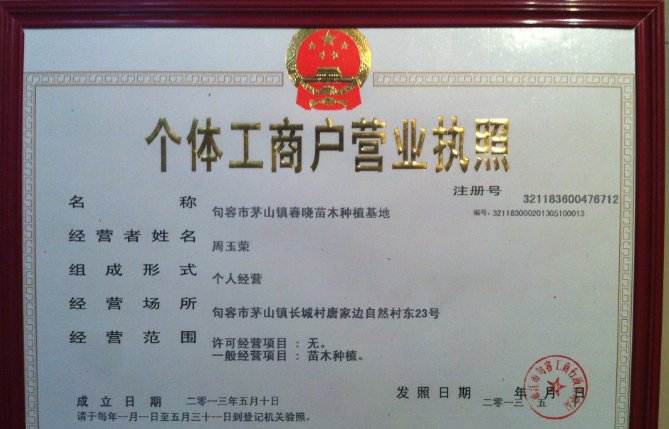 个体工商户营业执照
注册号 321183600476712
编号：321183000201305100013
名称 句容市茅山镇春晓苗木种植基地
经营者姓名 周玉荣
组成形式 个人经营
经营场所 句容市茅山镇长城村唐家边自然村东23号
经营范围 许可经营项目：无。
一般经营项目：苗木种植。
成立日期 二〇一三年五月十日
发照日期 二〇一三年五月日
请于每年一月一日至五月三十一日到登记机关验照。